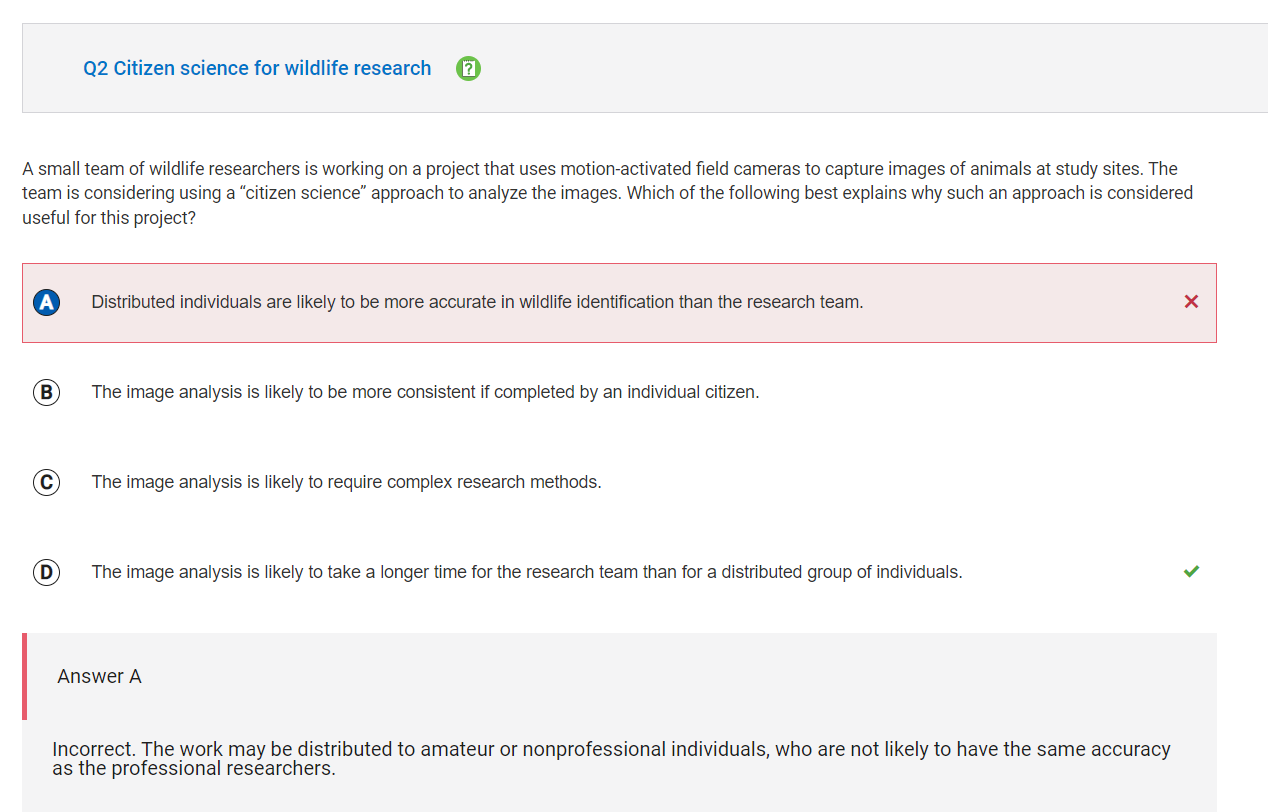 Q2 Citizen science for wildlife research ?
A small team of wildlife researchers is working on a project that uses motion-activated field cameras to capture images of animals at study sites. The
team is considering using a “citizen science” approach to analyze the images. Which of the following best explains why such an approach is considered
useful for this project?
A Distributed individuals are likely to be more accurate in wildlife identification than the research team.
B The image analysis is likely to be more consistent if completed by an individual citizen.
C The image analysis is likely to require complex research methods.
D The image analysis is likely to take a longer time for the research team than for a distributed group of individuals.
Answer A
Incorrect. The work may be distributed to amateur or nonprofessional individuals, who are not likely to have the same accuracy
as the professional researchers.